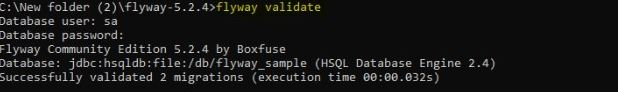 C:\New folder (2)\flyway-5.2.4>flyway validate
Database user: sa
Database password:
Flyway Community Edition 5.2.4 by Boxfuse
Database: jdbc:hsqldb:file:/db/flyway_sample (HSQL Database Engine 2.4)
Successfully validated 2 migrations (execution time 00:00.032s)